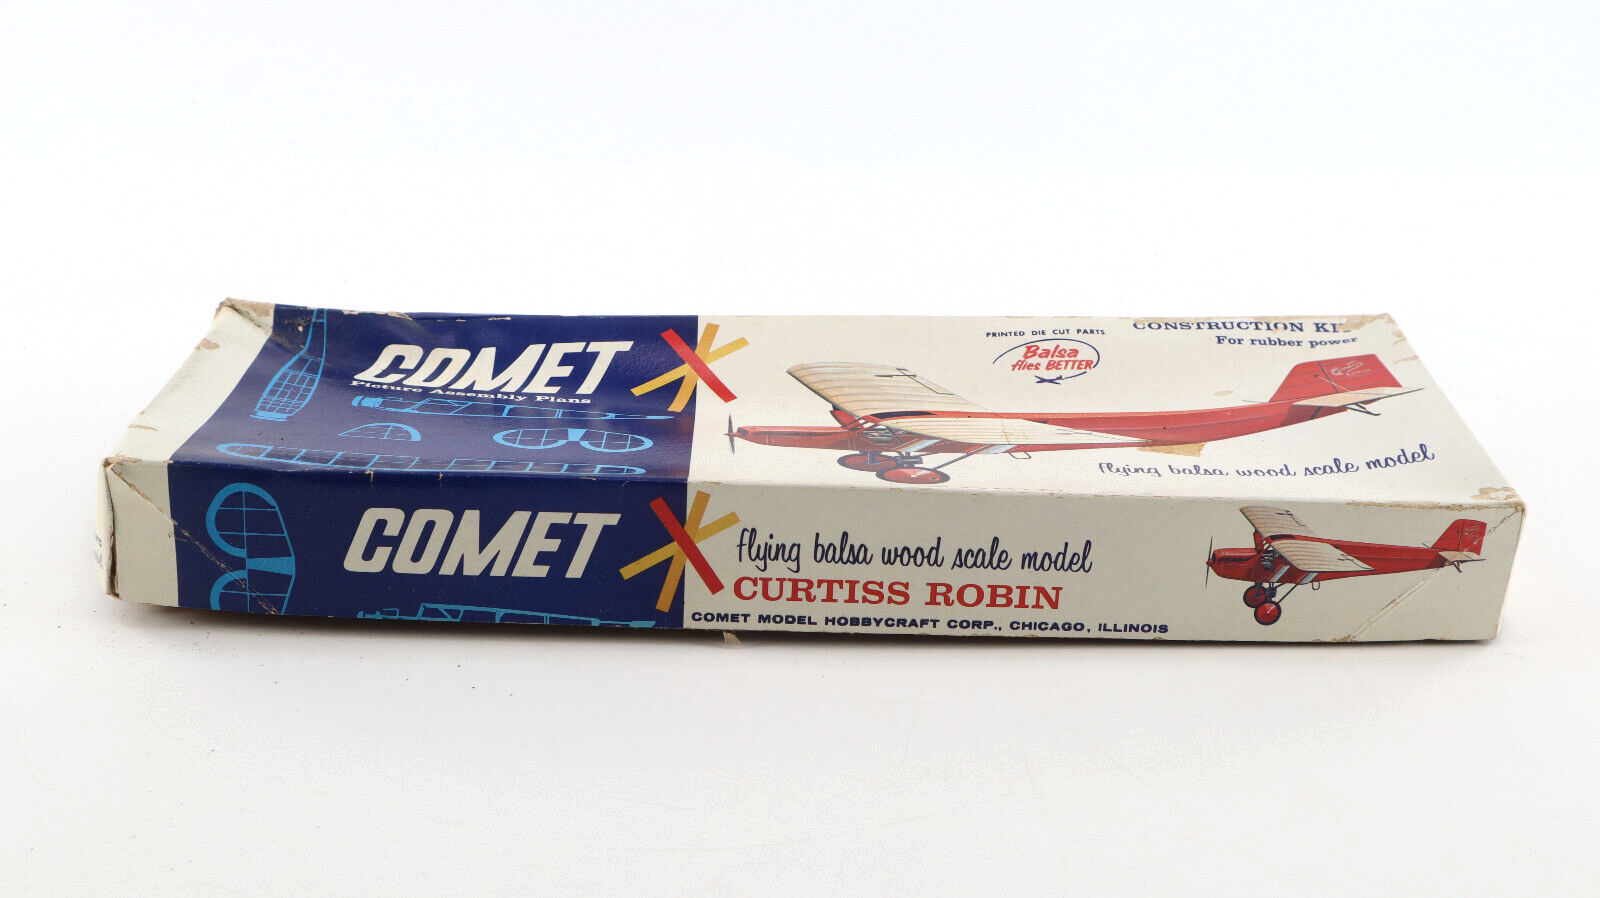 COMET
Picture Assembly Plans
PRINTED DIE CUT PARTS
Balsa
flies BETTER
CONSTRUCTION KIT
For rubber power
flying balsa wood scale model
COMET
flying balsa wood scale model
CURTISS ROBIN
COMET MODEL HOBBYCRAFT CORP., CHICAGO, ILLINOIS